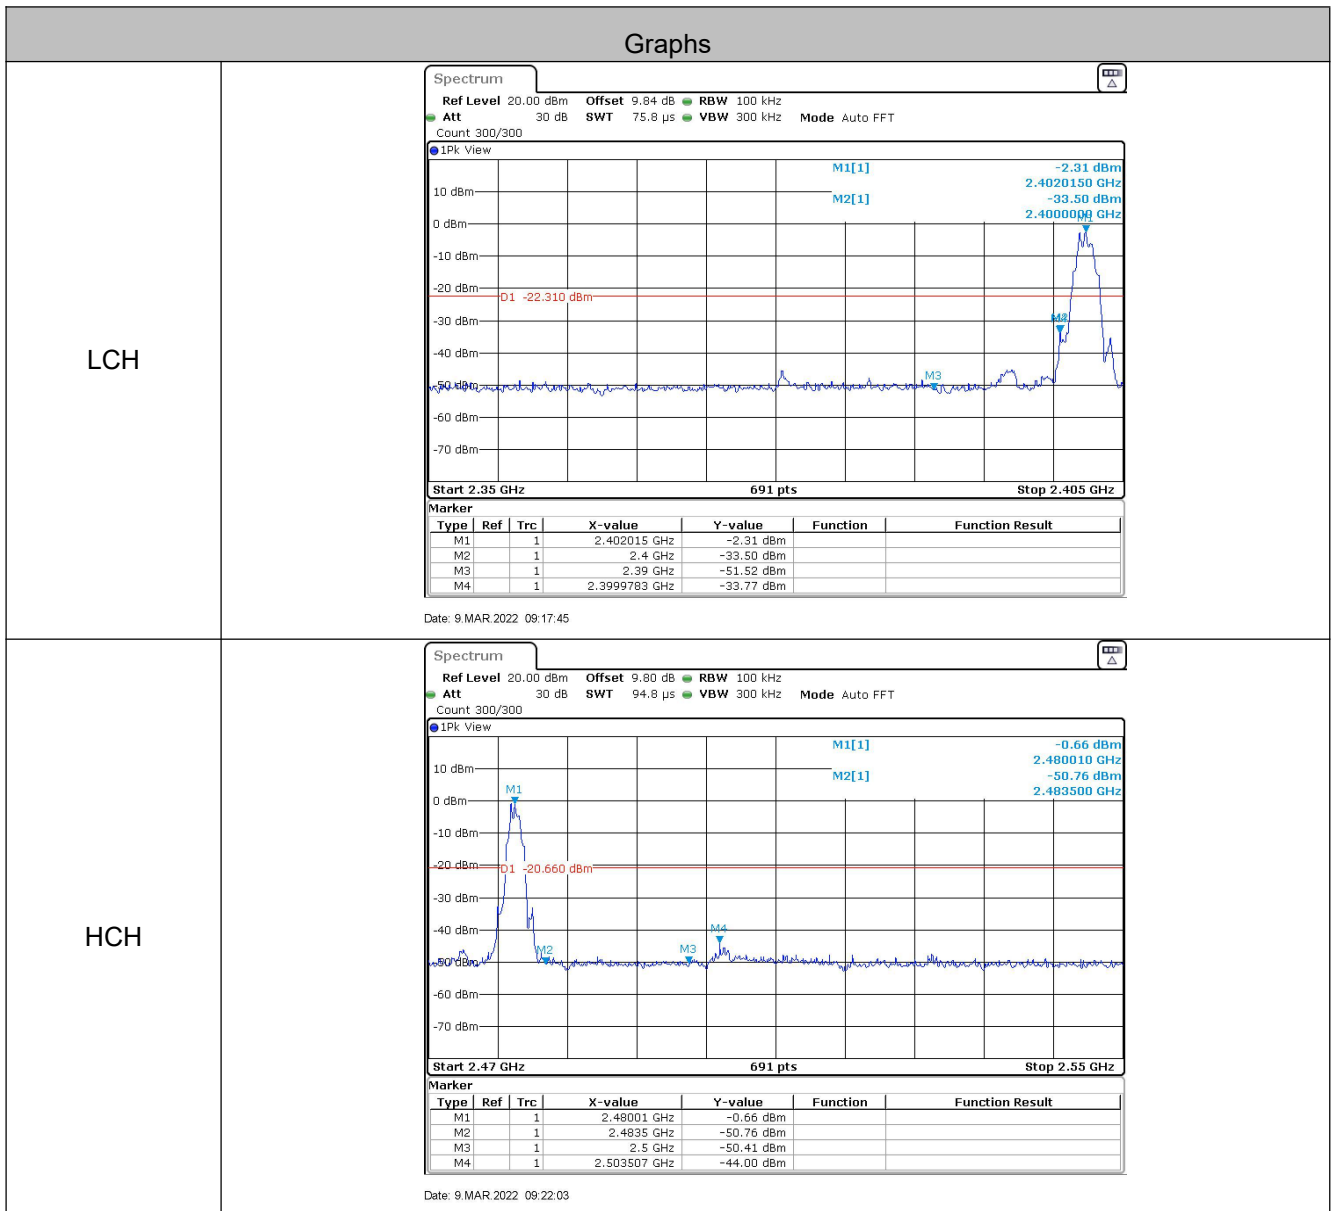 Graphs
LCH
Spectrum
Ref Level 20.00 dBm Offset 9.84 dB RBW 100 kHz
Att 30 dB SWT 75.8 µs VBW 300 kHz Mode Auto FFT
Count 300/300
1Pk View
M1[1] -2.31 dBm
2.4020150 GHz
M2[1] -33.50 dBm
2.4000000 GHz
M1
10 dBm
0 dBm
-10 dBm
-20 dBm
D1 -22.310 dBm
-30 dBm
-40 dBm
M3
-50 dBm
-60 dBm
-70 dBm
Start 2.35 GHz 691 pts Stop 2.405 GHz
Marker
Type Ref Trc X-value Y-value Function Function Result
M1 1 2.402015 GHz -2.31 dBm
M2 1 2.4 GHz -33.50 dBm
M3 1 2.39 GHz -51.52 dBm
M4 1 2.3999783 GHz -33.77 dBm
Date: 9.MAR.2022 09:17:45
HCH
Spectrum
Ref Level 20.00 dBm Offset 9.80 dB RBW 100 kHz
Att 30 dB SWT 94.8 µs VBW 300 kHz Mode Auto FFT
Count 300/300
1Pk View
M1[1] -0.66 dBm
2.480010 GHz
M2[1] -50.76 dBm
2.483500 GHz
10 dBm
M1
0 dBm
-10 dBm
-20 dBm
D1 -20.660 dBm
-30 dBm
-40 dBm
M4
M2 M3
-50 dBm
-60 dBm
-70 dBm
Start 2.47 GHz 691 pts Stop 2.55 GHz
Marker
Type Ref Trc X-value Y-value Function Function Result
M1 1 2.48001 GHz -0.66 dBm
M2 1 2.4835 GHz -50.76 dBm
M3 1 2.5 GHz -50.41 dBm
M4 1 2.503507 GHz -44.00 dBm
Date: 9.MAR.2022 09:22:03